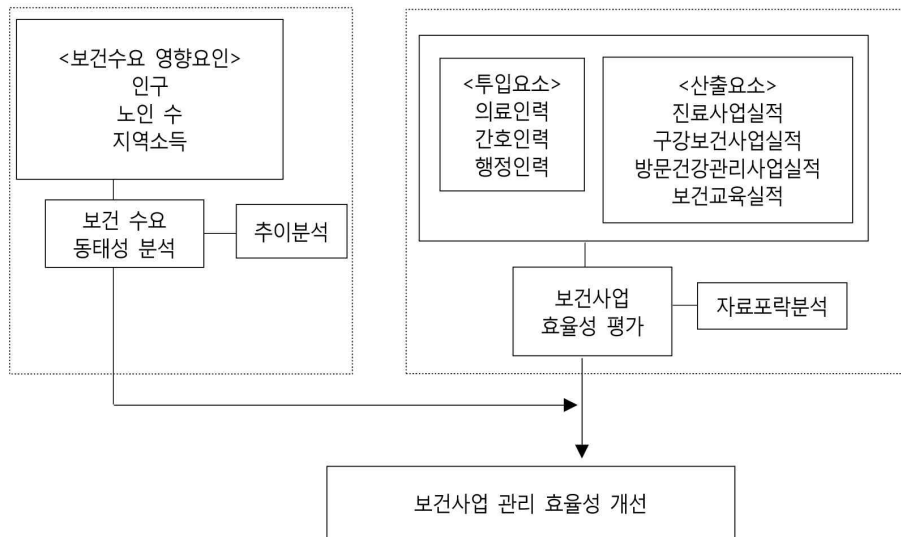 <보건수요 영향요인>
인구
노인 수
지역소득
보건 수요
동태성 분석
추이분석
<투입요소>
의료인력
간호인력
행정인력
<산출요소>
진료사업실적
구강보건사업실적
방문건강관리사업실적
보건교육실적
보건사업
효율성 평가
자료포락분석
보건사업 관리 효율성 개선